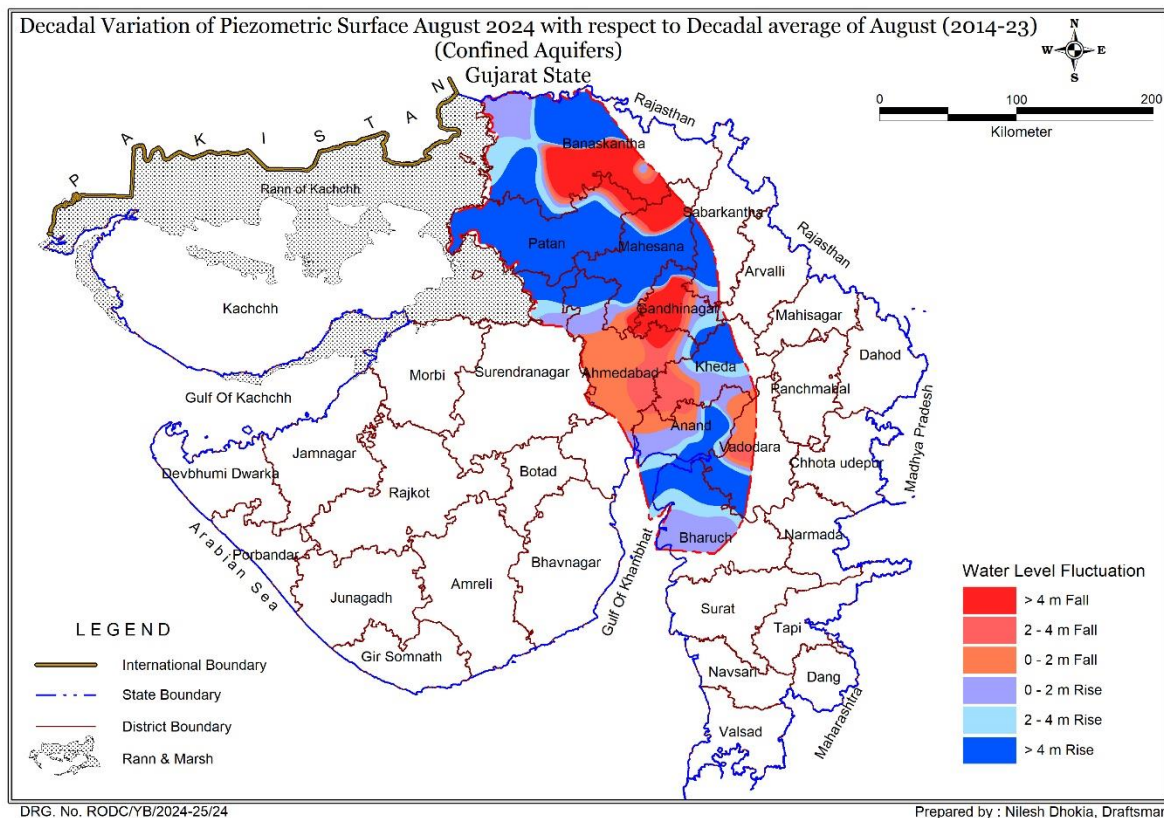 Decadal Variation of Piezometric Surface August 2024 with respect to Decadal average of August (2014-23)
(Confined Aquifers)
Gujarat State
N
W E
S
0 100 200
Kilometer
PAKISTAN
Rajasthan
Banaskantha
Rann of Kachchh
Sabarkantha
Rajasthan
Patan
Mahesana
Arvalli
Kachchh
Gandhinagar
Mahisagar
Dahod
Morbi
Surendranagar
Ahmedabad
Kheda
Panchmahal
Gulf Of Kachchh
Anand
Vadodara
Madhya Pradesh
Jamnagar
Devbhumi Dwarka
Botad
Chhota udepur
Rajkot
Bharuch
Narmada
Arabian Sea
Porbandar
Bhavnagar
Gulf Of Khambhat
Amreli
Junagadh
Surat
Tapi
Gir Somnath
Navsari
Dang
Maharashtra
Valsad
LEGEND
International Boundary
State Boundary
District Boundary
Rann & Marsh
Water Level Fluctuation
> 4 m Fall
2 - 4 m Fall
0 - 2 m Fall
0 - 2 m Rise
2 - 4 m Rise
> 4 m Rise
DRG. No. RODC/YB/2024-25/24
Prepared by : Nilesh Dhokia, Draftsman